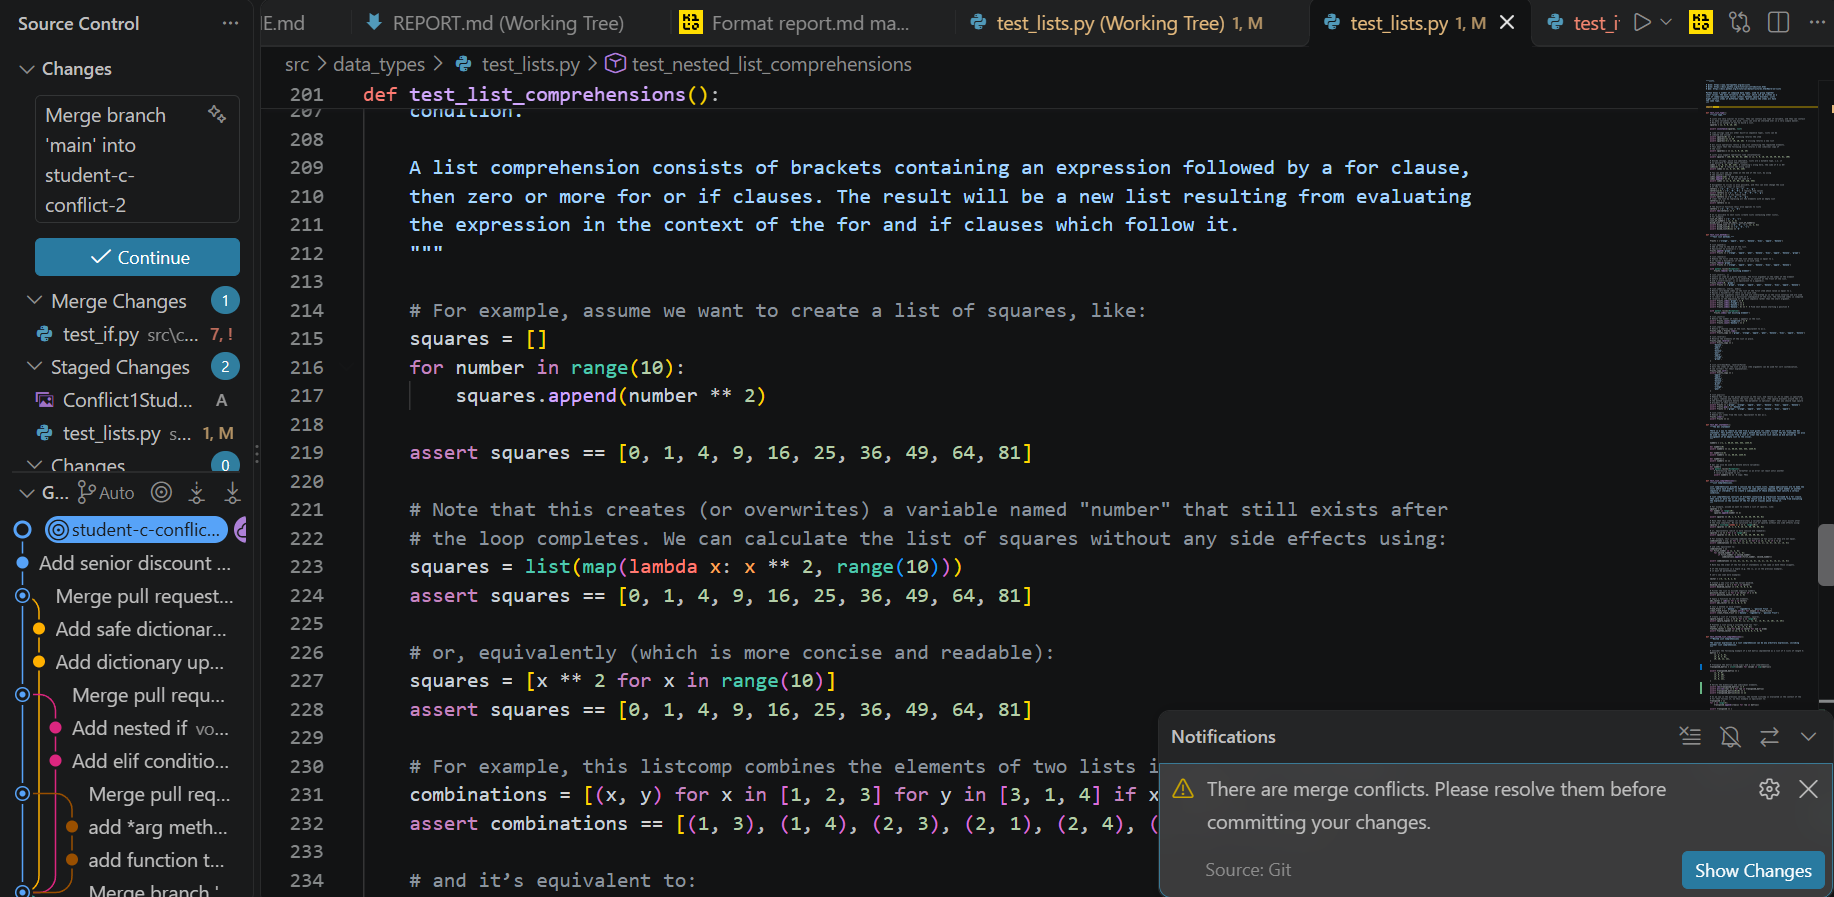 Source Control
Changes
Merge branch
'main' into
student-c-
conflict-2
Continue
Merge Changes 1
test_if.py src\c... 7, !
Staged Changes 2
Conflict1Stud... A
test_lists.py s... 1, M
Changes 0
G... Auto
student-c-conflic...
Add senior discount ...
Merge pull request...
Add safe dictionar...
Add dictionary up...
Merge pull requ...
Add nested if vo...
Add elif conditio...
Merge pull req...
add *arg meth...
add function t...
Merge branch '
E.md
REPORT.md (Working Tree)
Format report.md ma...
test_lists.py (Working Tree) 1, M
test_lists.py 1, M
test_i
src > data_types > test_lists.py > test_nested_list_comprehensions
201 def test_list_comprehensions():
207 condition.
208
209 A list comprehension consists of brackets containing an expression followed by a for clause,
210 then zero or more for or if clauses. The result will be a new list resulting from evaluating
211 the expression in the context of the for and if clauses which follow it.
212 """
213
214 # For example, assume we want to create a list of squares, like:
215 squares = []
216 for number in range(10):
217 squares.append(number ** 2)
218
219 assert squares == [0, 1, 4, 9, 16, 25, 36, 49, 64, 81]
220
221 # Note that this creates (or overwrites) a variable named "number" that still exists after
222 # the loop completes. We can calculate the list of squares without any side effects using:
223 squares = list(map(lambda x: x ** 2, range(10)))
224 assert squares == [0, 1, 4, 9, 16, 25, 36, 49, 64, 81]
225
226 # or, equivalently (which is more concise and readable):
227 squares = [x ** 2 for x in range(10)]
228 assert squares == [0, 1, 4, 9, 16, 25, 36, 49, 64, 81]
229
230 # For example, this listcomp combines the elements of two lists i
231 combinations = [(x, y) for x in [1, 2, 3] for y in [3, 1, 4] if x
232 assert combinations == [(1, 3), (1, 4), (2, 3), (2, 1), (2, 4), (
233
234 # and it’s equivalent to:
Notifications
There are merge conflicts. Please resolve them before
committing your changes.
Source: Git
Show Changes